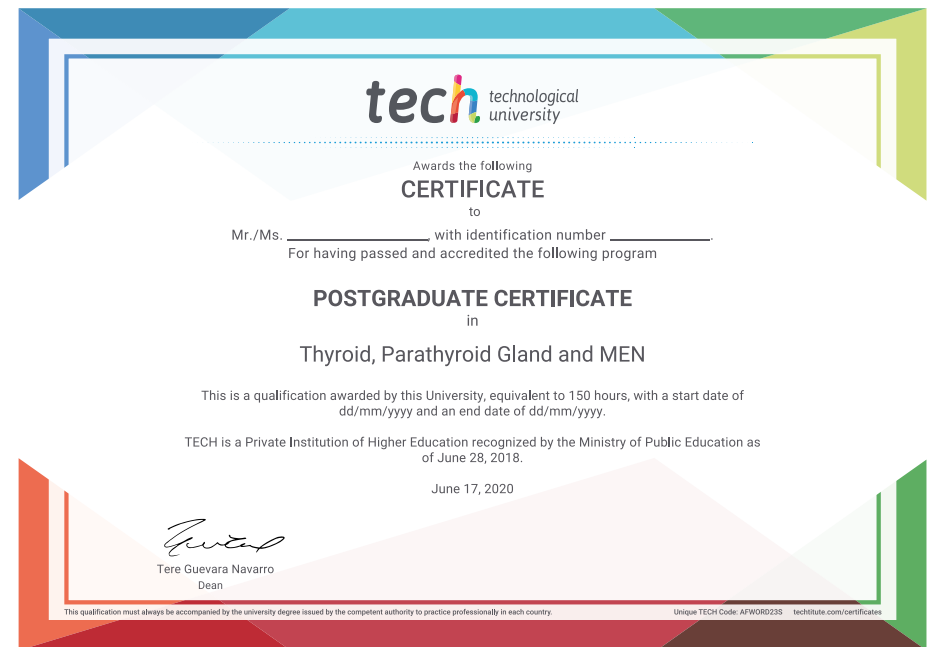 tech technological
university
Awards the following
CERTIFICATE
to
Mr./Ms. __________________, with identification number _____________.
For having passed and accredited the following program
POSTGRADUATE CERTIFICATE
in
Thyroid, Parathyroid Gland and MEN
This is a qualification awarded by this University, equivalent to 150 hours, with a start date of
dd/mm/yyyy and an end date of dd/mm/yyyy.
TECH is a Private Institution of Higher Education recognized by the Ministry of Public Education as
of June 28, 2018.
June 17, 2020
Tere Guevara Navarro
Dean
This qualification must always be accompanied by the university degree issued by the competent authority to practice professionally in each country. Unique TECH Code: AFWORD23S techtitute.com/certificates